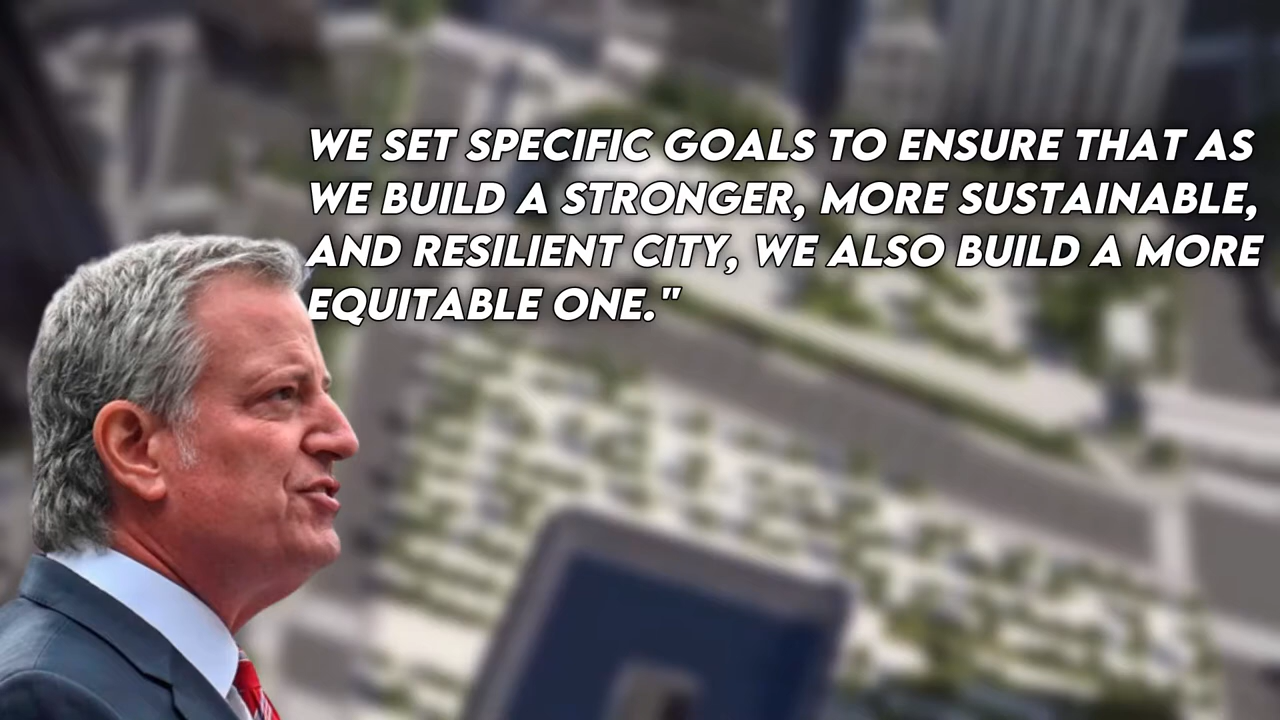 WE SET SPECIFIC GOALS TO ENSURE THAT AS
WE BUILD A STRONGER, MORE SUSTAINABLE,
AND RESILIENT CITY, WE ALSO BUILD A MORE
EQUITABLE ONE."